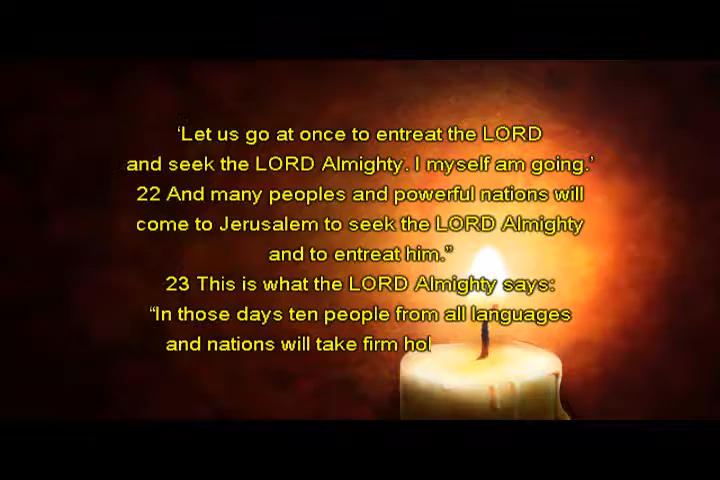 ‘Let us go at once to entreat the LORD
and seek the LORD Almighty. I myself am going.’
22 And many peoples and powerful nations will
come to Jerusalem to seek the LORD Almighty
and to entreat him.”
23 This is what the LORD Almighty says:
“In those days ten people from all languages
and nations will take firm hol